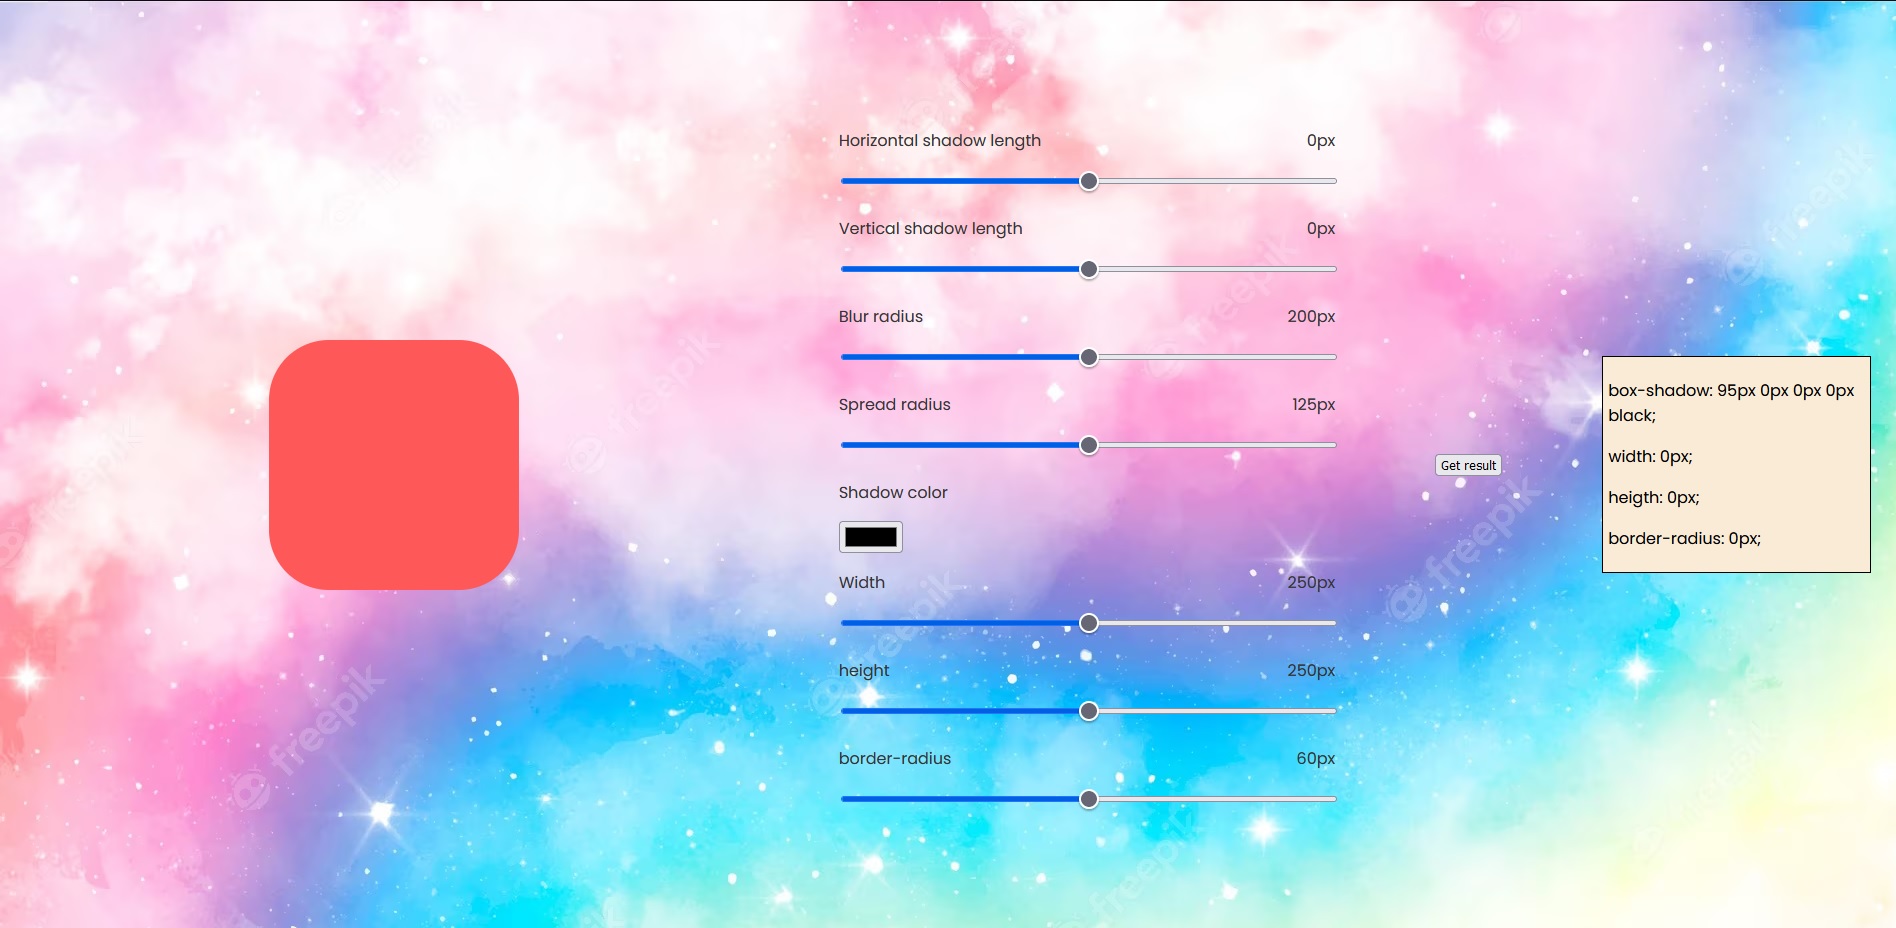 Horizontal shadow length 0px
Vertical shadow length 0px
Blur radius 200px
Spread radius 125px
Shadow color
Width 250px
height 250px
border-radius 60px
Get result
box-shadow: 95px 0px 0px 0px
black;
width: 0px;
heigth: 0px;
border-radius: 0px;
freepik
freepik
freepik
freepik
freepik
freepik
freepik